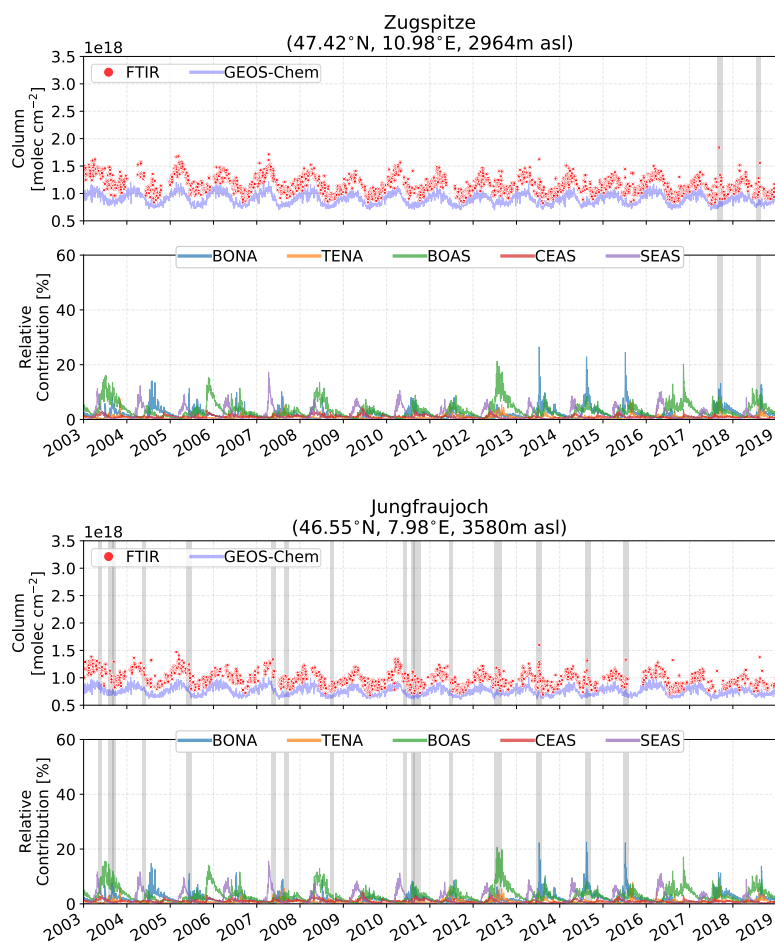 Zugspitze
(47.42°N, 10.98°E, 2964m asl)
1e18
FTIR GEOS-Chem
Column
[molec cm⁻²]
3.5
3.0
2.5
2.0
1.5
1.0
0.5
BONA TENA BOAS CEAS SEAS
Relative
Contribution [%]
60
40
20
0
2003 2004 2005 2006 2007 2008 2009 2010 2011 2012 2013 2014 2015 2016 2017 2018 2019
Jungfraujoch
(46.55°N, 7.98°E, 3580m asl)
1e18
FTIR GEOS-Chem
Column
[molec cm⁻²]
3.5
3.0
2.5
2.0
1.5
1.0
0.5
BONA TENA BOAS CEAS SEAS
Relative
Contribution [%]
60
40
20
0
2003 2004 2005 2006 2007 2008 2009 2010 2011 2012 2013 2014 2015 2016 2017 2018 2019